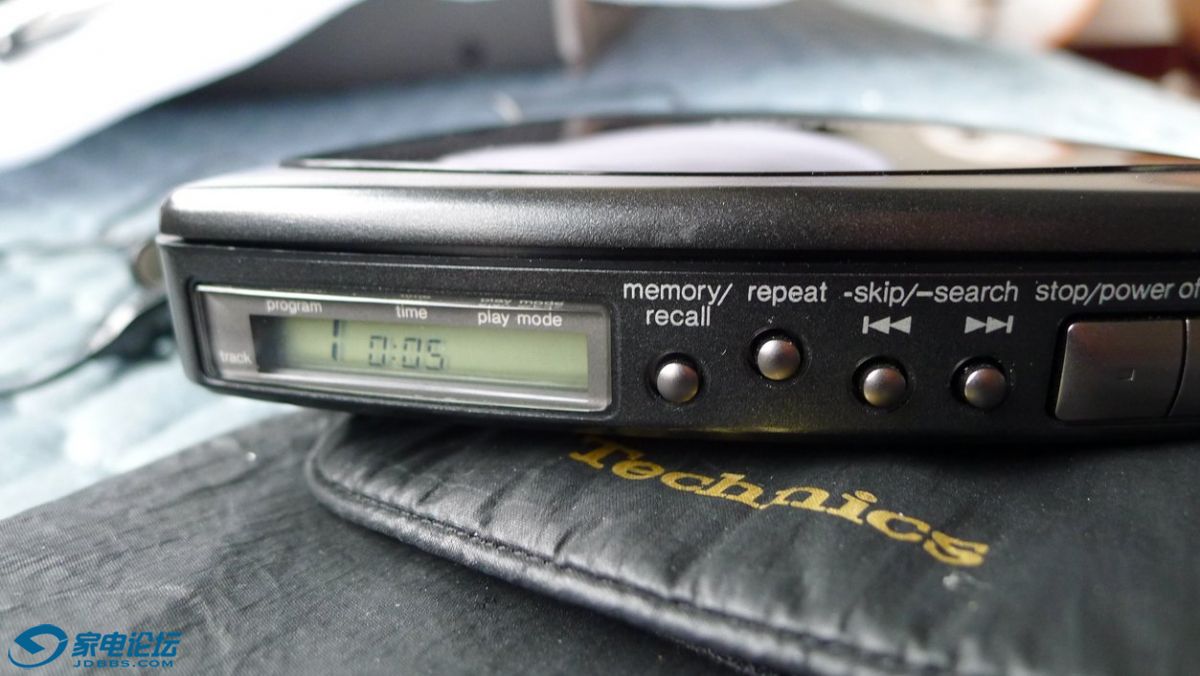 program
time
play mode
track
1 0:05
memory/
recall
repeat
-skip/-search
stop/power of
Technics
家电论坛
JDBBS.COM